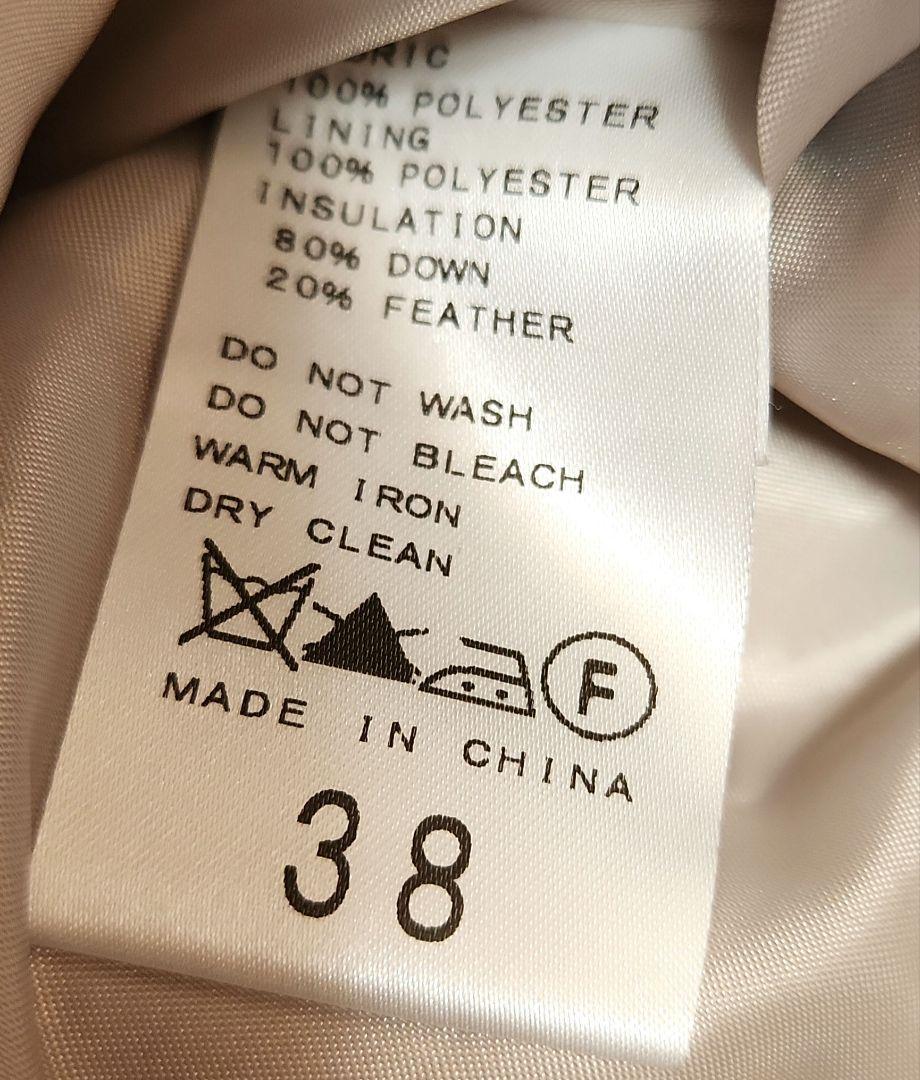 100% POLYESTER
LINING
100% POLYESTER
INSULATION
80% DOWN
20% FEATHER
DO NOT WASH
DO NOT BLEACH
WARM IRON
DRY CLEAN
F
MADE IN CHINA
38